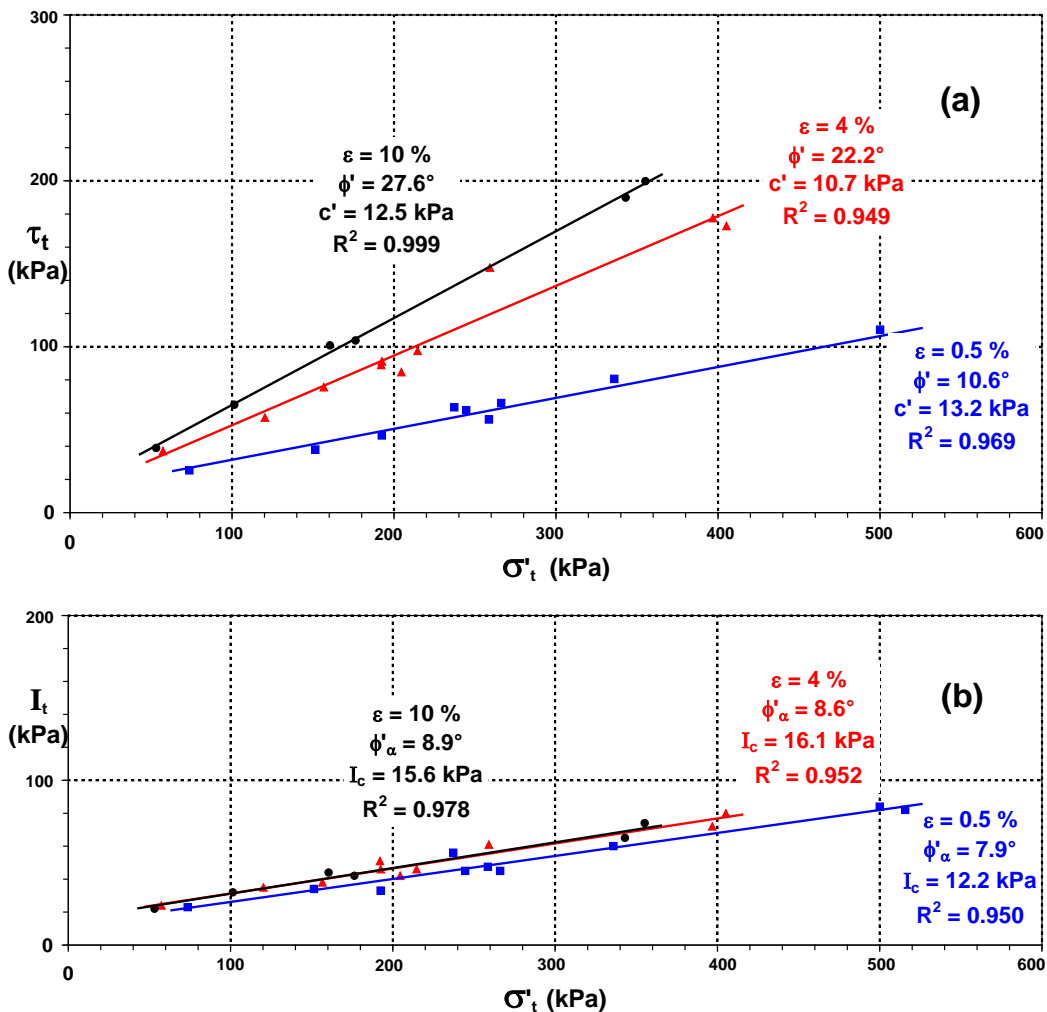 300
(a)
ε = 4 %
ϕ' = 22.2°
c' = 10.7 kPa
R² = 0.949
ε = 10 %
ϕ' = 27.6°
c' = 12.5 kPa
R² = 0.999
200
τt
(kPa)
100
ε = 0.5 %
ϕ' = 10.6°
c' = 13.2 kPa
R² = 0.969
0
0 100 200 300 400 500 600
σ't (kPa)
200
(b)
ε = 4 %
ϕ'α = 8.6°
Ic = 16.1 kPa
R² = 0.952
It
(kPa)
ε = 10 %
ϕ'α = 8.9°
Ic = 15.6 kPa
R² = 0.978
100
ε = 0.5 %
ϕ'α = 7.9°
Ic = 12.2 kPa
R² = 0.950
0
0 100 200 300 400 500 600
σ't (kPa)